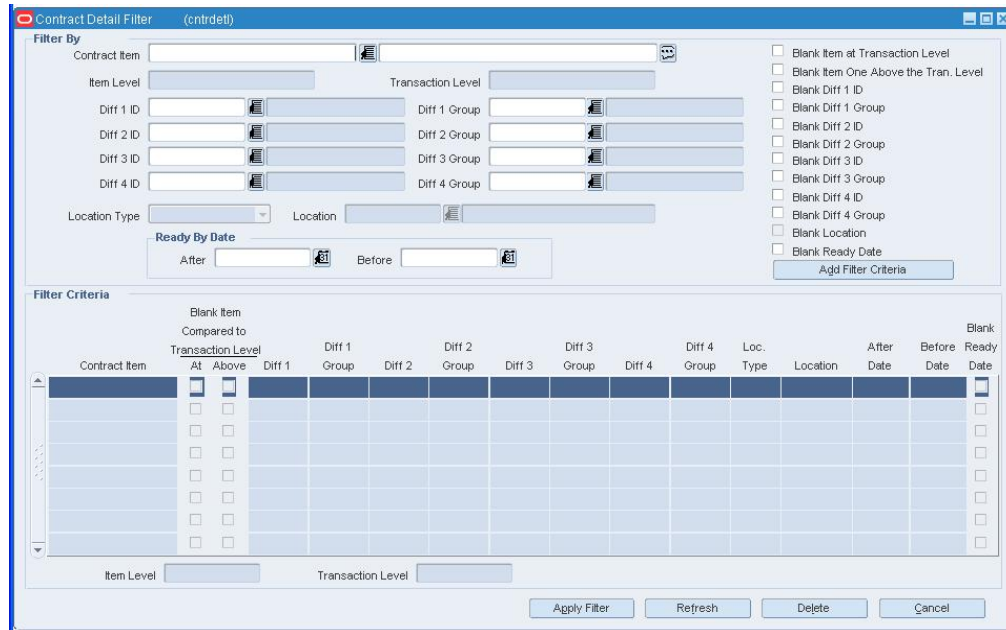 Contract Detail Filter (cntrdetl)
Filter By
Contract Item
Item Level Transaction Level
Diff 1 ID Diff 1 Group
Diff 2 ID Diff 2 Group
Diff 3 ID Diff 3 Group
Diff 4 ID Diff 4 Group
Location Type Location
Ready By Date
After 31 Before 31
Blank Item at Transaction Level
Blank Item One Above the Tran. Level
Blank Diff 1 ID
Blank Diff 1 Group
Blank Diff 2 ID
Blank Diff 2 Group
Blank Diff 3 ID
Blank Diff 3 Group
Blank Diff 4 ID
Blank Diff 4 Group
Blank Location
Blank Ready Date
Add Filter Criteria
Filter Criteria
Blank Item
Compared to Blank
Transaction Level Diff 1 Diff 2 Diff 3 Diff 4 Loc. After Before Ready
Contract Item At Above Diff 1 Group Diff 2 Group Diff 3 Group Diff 4 Group Type Location Date Date Date
Item Level Transaction Level
Apply Filter Refresh Delete Cancel